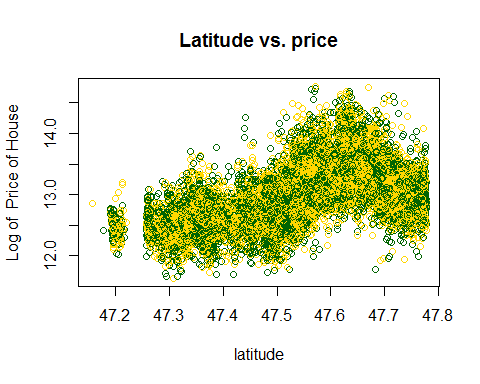 Latitude vs. price
Log of  Price of House
14.0
13.0
12.0
47.2 47.3 47.4 47.5 47.6 47.7 47.8
latitude